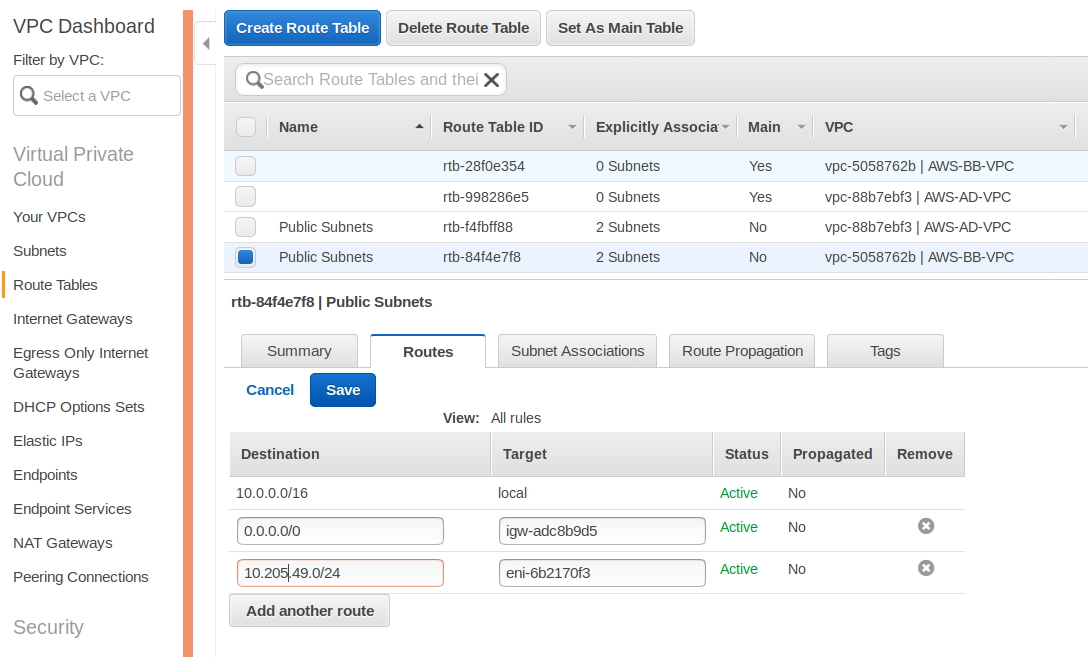 VPC Dashboard
Filter by VPC:
Select a VPC
Virtual Private
Cloud
Your VPCs
Subnets
Route Tables
Internet Gateways
Egress Only Internet
Gateways
DHCP Options Sets
Elastic IPs
Endpoints
Endpoint Services
NAT Gateways
Peering Connections
Security
Create Route Table Delete Route Table Set As Main Table
Search Route Tables and thei
Name Route Table ID Explicitly Associa Main VPC
rtb-28f0e354 0 Subnets Yes vpc-5058762b | AWS-BB-VPC
rtb-998286e5 0 Subnets Yes vpc-88b7ebf3 | AWS-AD-VPC
Public Subnets rtb-f4fbff88 2 Subnets No vpc-88b7ebf3 | AWS-AD-VPC
Public Subnets rtb-84f4e7f8 2 Subnets No vpc-5058762b | AWS-BB-VPC
rtb-84f4e7f8 | Public Subnets
Summary Routes Subnet Associations Route Propagation Tags
Cancel Save
View: All rules
Destination Target Status Propagated Remove
10.0.0.0/16 local Active No
0.0.0.0/0 igw-adc8b9d5 Active No
10.205.49.0/24 eni-6b2170f3 Active No
Add another route